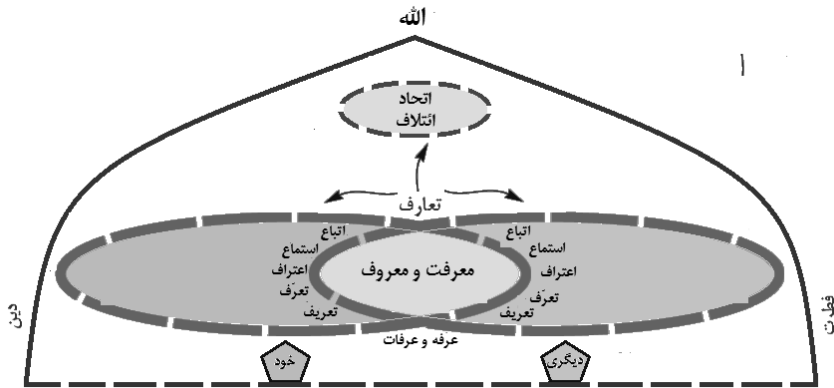 الله
۱
اتحاد
ائتلاف
تعارف
اتباع
استماع
اعتراف
تعرّف
تعریف
معرفت و معروف
اتباع
استماع
اعتراف
تعرّف
تعریف
عرفه و عرفات
فطرت
دین
دیگری
خود